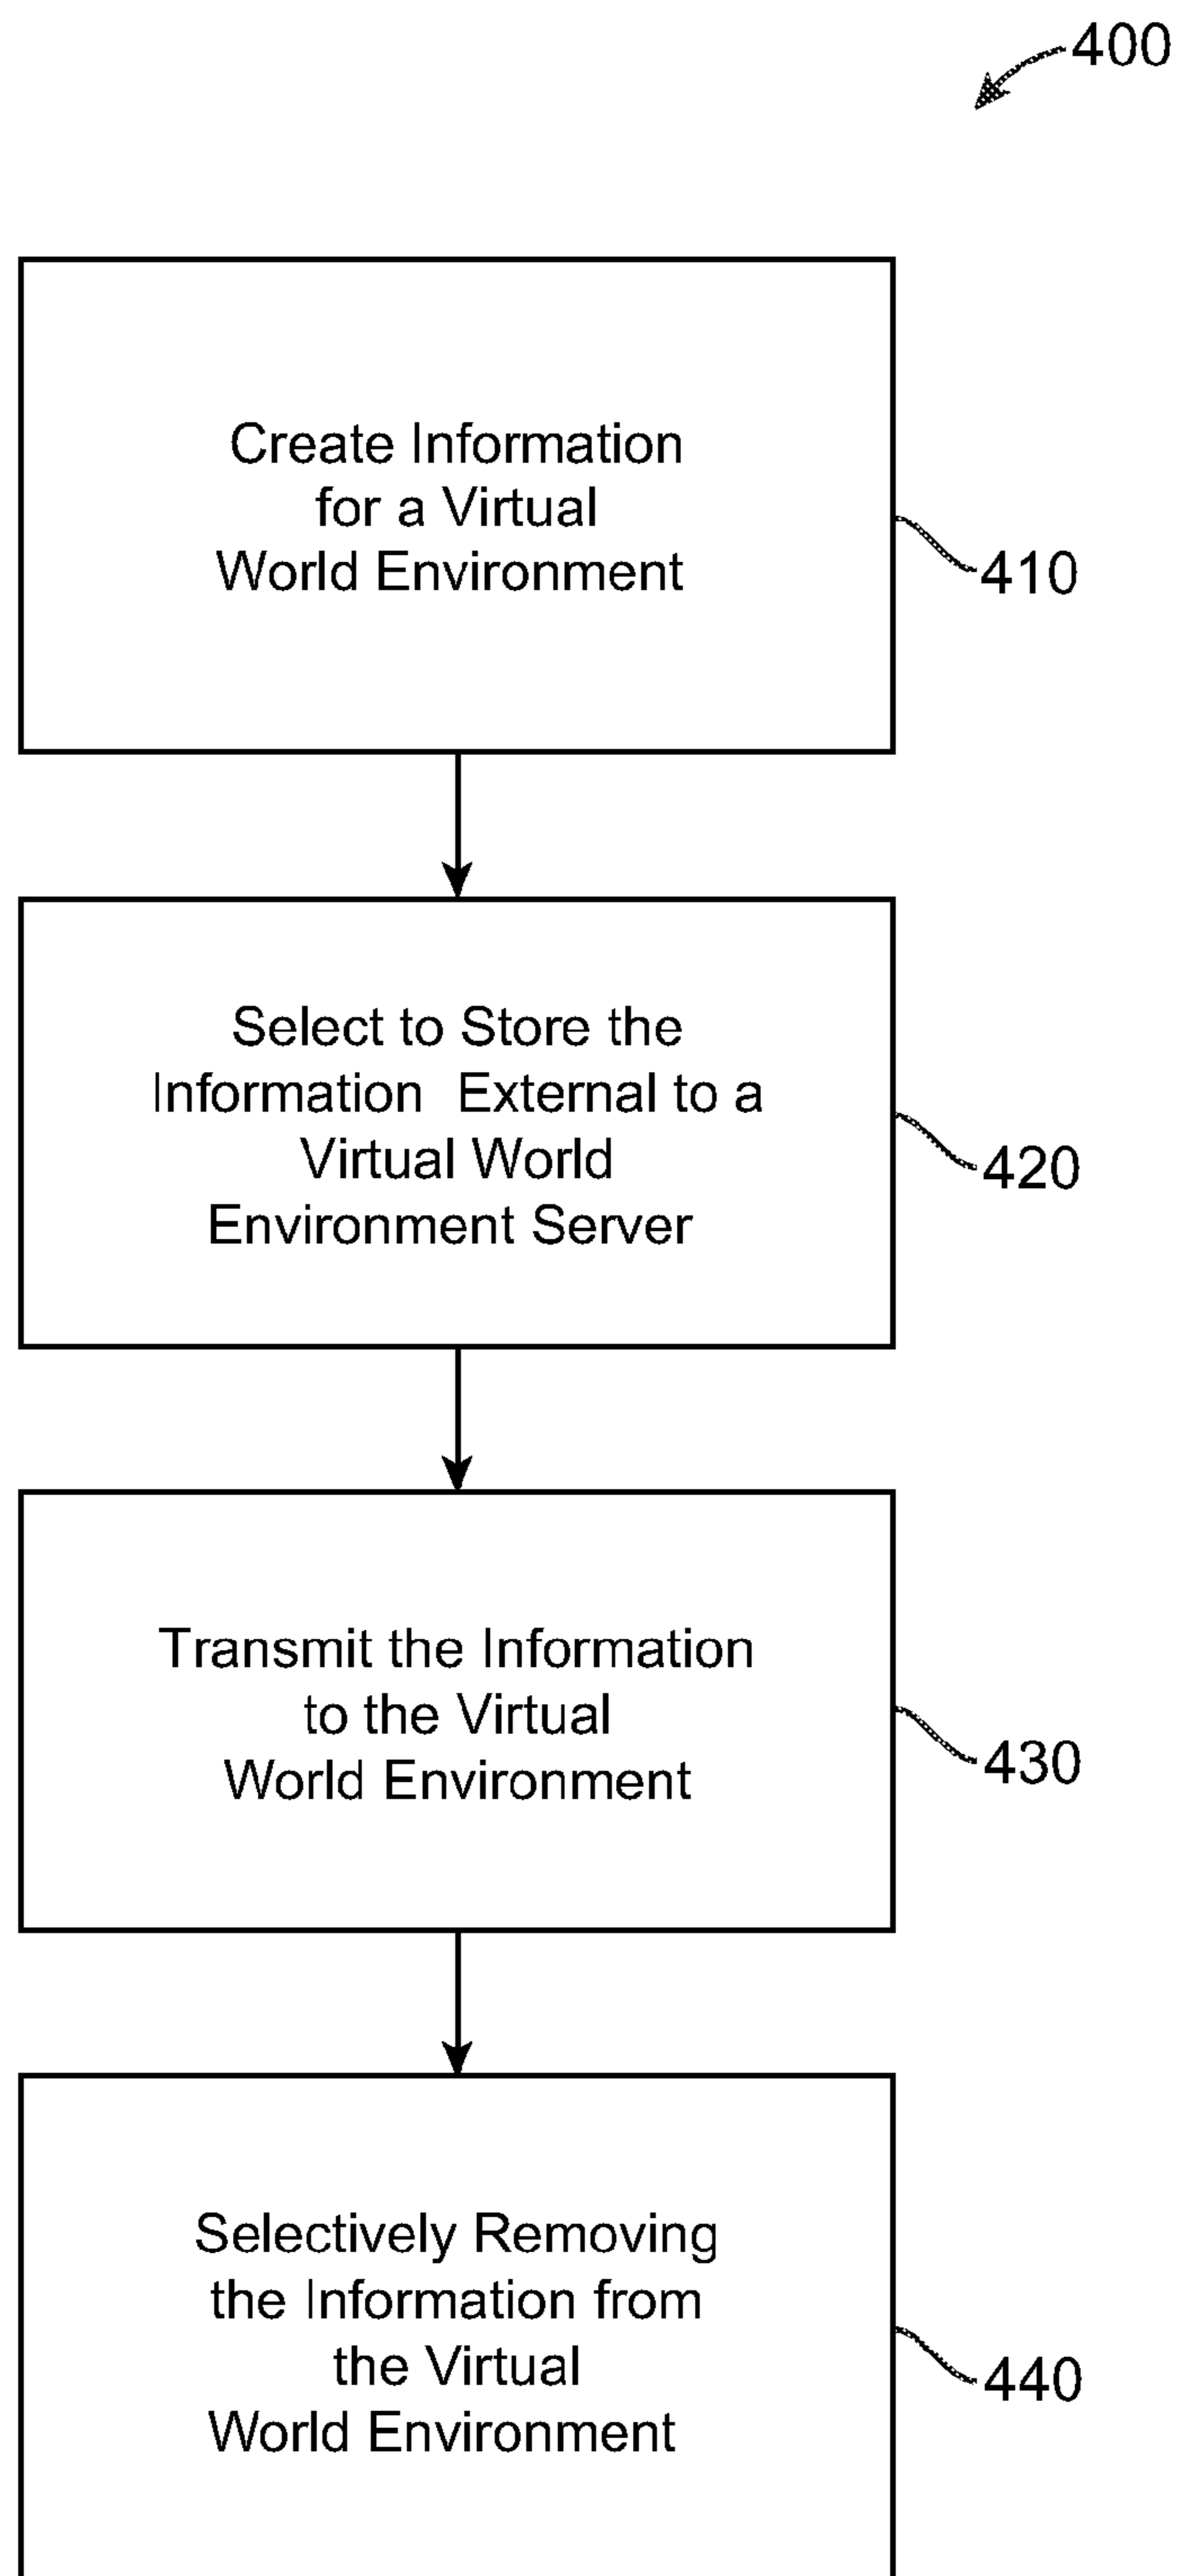 400
Create Information
for a Virtual
World Environment
410
Select to Store the
Information  External to a
Virtual World
Environment Server
420
Transmit the Information
to the Virtual
World Environment
430
Selectively Removing
the Information from
the Virtual
World Environment
440